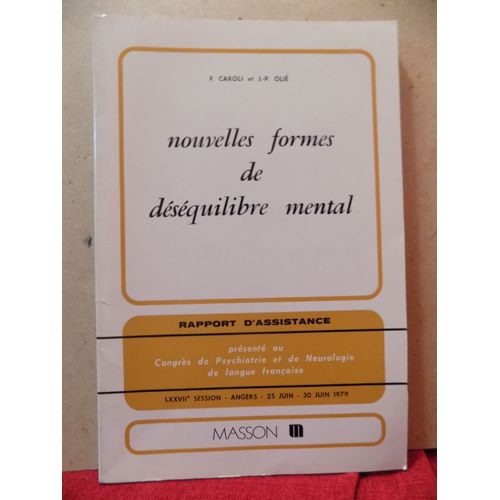 F. CAROLI et J.-P. OLIÉ
nouvelles formes
de
déséquilibre mental
RAPPORT D'ASSISTANCE
présenté au
Congrès de Psychiatrie et de Neurologie
de langue française
LXXVIIe SESSION - ANGERS - 25 JUIN - 30 JUIN 1979
MASSON